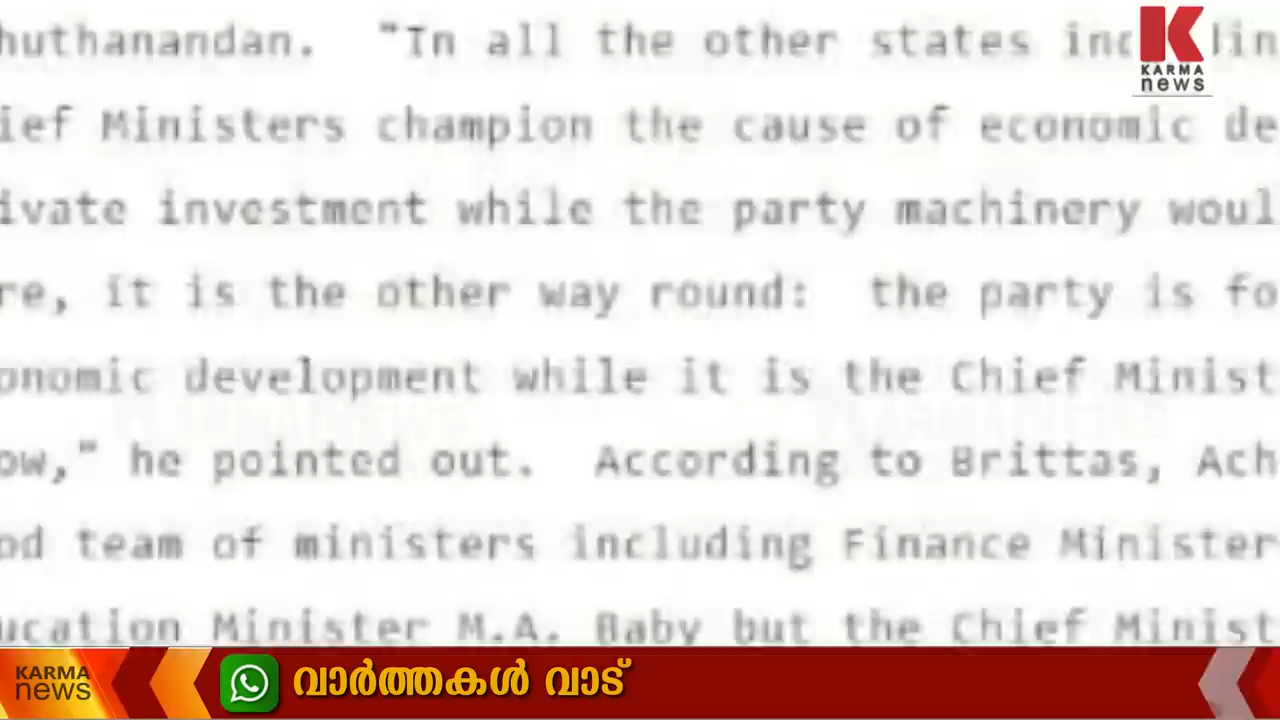 huthanandan. "In all the other states inc lin
ief Ministers champion the cause of economic de
ivate investment while the party machinery woul
re, it is the other way round: the party is fo
onomic development while it is the Chief Minist
ow," he pointed out. According to Brittas, Ach
od team of ministers including Finance Minister
ucation Minister M.A. Baby but the Chief Minist
K
KARMA
news
KARMA
news
വാർത്തകൾ വാട്